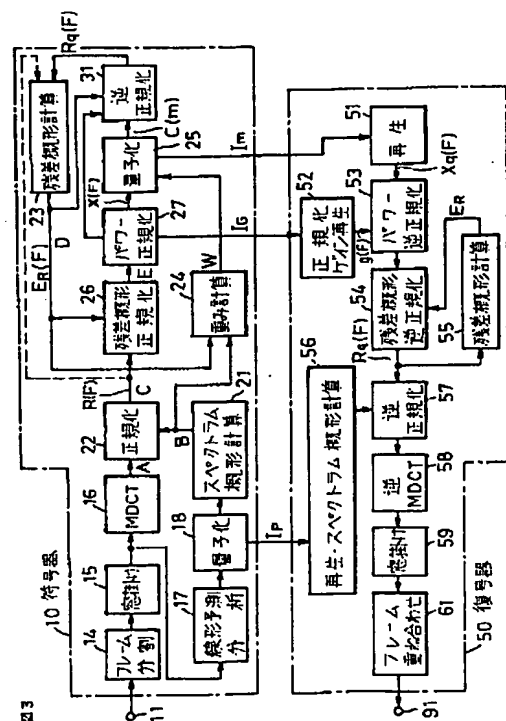 図3
10 符号器
11
14
フレーム
分割
15
窓掛け
16
MDCT
A
22
正規化
R(F)
C
26
残差概形
正規化
E
27
パワー
正規化
X(F)
25
量子化
C(m)
31
逆
正規化
Rq(F)
23
残差概形計算
ER(F)
D
17
線形予測
分析
18
量子化
21
スペクトラム
概形計算
B
24
重み計算
W
IP
IG
Im
50 復号器
51
再生
Xq(F)
52
正規化
ゲイン再生
g(F)
53
パワー
逆正規化
54
残差概形
逆正規化
ER
55
残差概形計算
Rq(F)
56
再生・スペクトラム概形計算
57
逆
正規化
58
逆
MDCT
59
窓掛け
61
フレーム
重ね合わせ
91